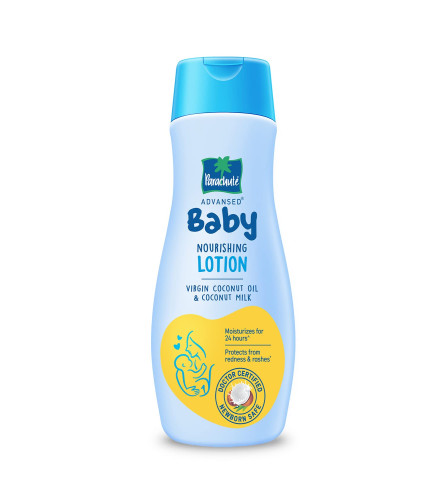 Parachute
ADVANSED®
Baby
NOURISHING
LOTION
VIRGIN COCONUT OIL
& COCONUT MILK
Moisturizes for
24 hours*
Protects from
redness & rashes*
DOCTOR CERTIFIED
NEWBORN SAFE